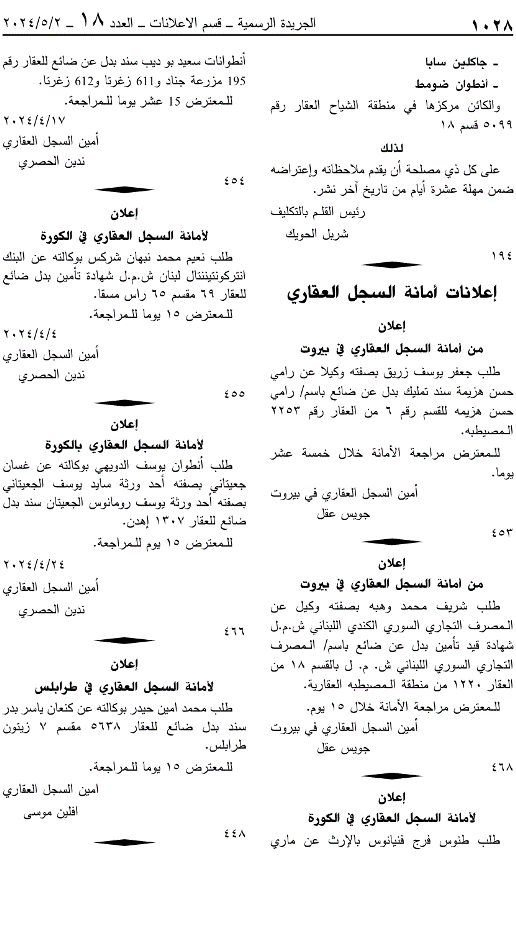 ١٠٢٨
الجريدة الرسمية ــ قسم الاعلانات ــ العدد ١٨ ــ ٢٠٢٤/٥/٢
- جاكلين سابا
- أنطوان ضومط
والكائن مركزها في منطقة الشياح العقار رقم
٥٠٩٩ قسم ١٨
لذلك
على كل ذي مصلحة أن يقدم ملاحظاته وإعتراضه
ضمن مهلة عشرة أيام من تاريخ آخر نشر.
رئيس القلم بالتكليف
شربل الحويك
١٩٤
إعلانات أمانة السجل العقاري
إعلان
من أمانة السجل العقاري في بيروت
طلب جعفر يوسف زريق بصفته وكيلا عن رامي
حسن هزيمة سند تمليك بدل عن ضائع باسم/ رامي
حسن هزيمه للقسم رقم ٦ من العقار رقم ٢٢٥٣
المصيطبه.
للمعترض مراجعة الأمانة خلال خمسة عشر
يوما.
أمين السجل العقاري في بيروت
جويس عقل
٤٥٣
إعلان
من أمانة السجل العقاري في بيروت
طلب شريف محمد وهبه بصفته وكيل عن
المصرف التجاري السوري الكندي اللبناني ش.م.ل
شهادة قيد تأمين بدل عن ضائع باسم/ المصرف
التجاري السوري اللبناني ش. م. ل بالقسم ١٨ من
العقار ١٢٢٠ من منطقة المصيطبه العقارية.
للمعترض مراجعة الأمانة خلال ١٥ يوم.
أمين السجل العقاري في بيروت
جويس عقل
٤٦٨
إعلان
لأمانة السجل العقاري في الكورة
طلب طنوس فرج فنيانوس بالإرث عن ماري
أنطوانات سعيد بو ديب سند بدل عن ضائع للعقار رقم
195 مزرعة جناد و611 زغرتا و612 زغرتا.
للمعترض 15 عشر يوما للمراجعة.
٢٠٢٤/٤/١٧
أمين السجل العقاري
ندين الحصري
٤٥٤
إعلان
لأمانة السجل العقاري في الكورة
طلب نعيم محمد نبهان شركس بوكالته عن البنك
انتركونتيننتال لبنان ش.م.ل شهادة تأمين بدل ضائع
للعقار ٦٩ مقسم ٦٥ راس مسقا.
للمعترض ١٥ يوما للمراجعة.
٢٠٢٤/٤/٤
أمين السجل العقاري
ندين الحصري
٤٥٥
إعلان
لأمانة السجل العقاري بالكورة
طلب أنطوان يوسف الدويهي بوكالته عن غسان
جعيتاني بصفته أحد ورثة سايد يوسف الجعيتاني
بصفته أحد ورثة يوسف رومانوس الجعيتان سند بدل
ضائع للعقار ١٣٠٧ إهدن.
للمعترض ١٥ يوم للمراجعة.
٢٠٢٤/٤/٢٤
أمين السجل العقاري
ندين الحصري
٤٦٦
إعلان
لأمانة السجل العقاري في طرابلس
طلب محمد امين حيدر بوكالته عن كنعان ياسر بدر
سند بدل ضائع للعقار ٥٦٣٨ مقسم ٧ زيتون
طرابلس.
للمعترض ١٥ يوما للمراجعة.
امين السجل العقاري
افلين موسى
٤٤٨